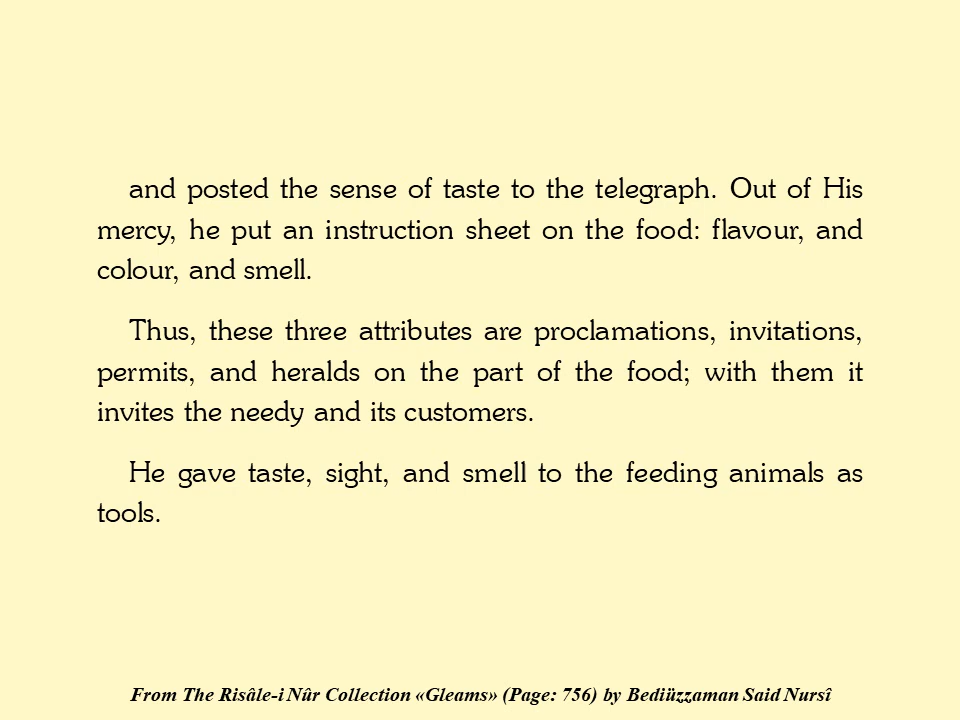 and posted the sense of taste to the telegraph. Out of His
mercy, he put an instruction sheet on the food: flavour, and
colour, and smell.
Thus, these three attributes are proclamations, invitations,
permits, and heralds on the part of the food; with them it
invites the needy and its customers.
He gave taste, sight, and smell to the feeding animals as
tools.
From The Risâle-i Nûr Collection «Gleams» (Page: 756) by Bediüzzaman Said Nursî